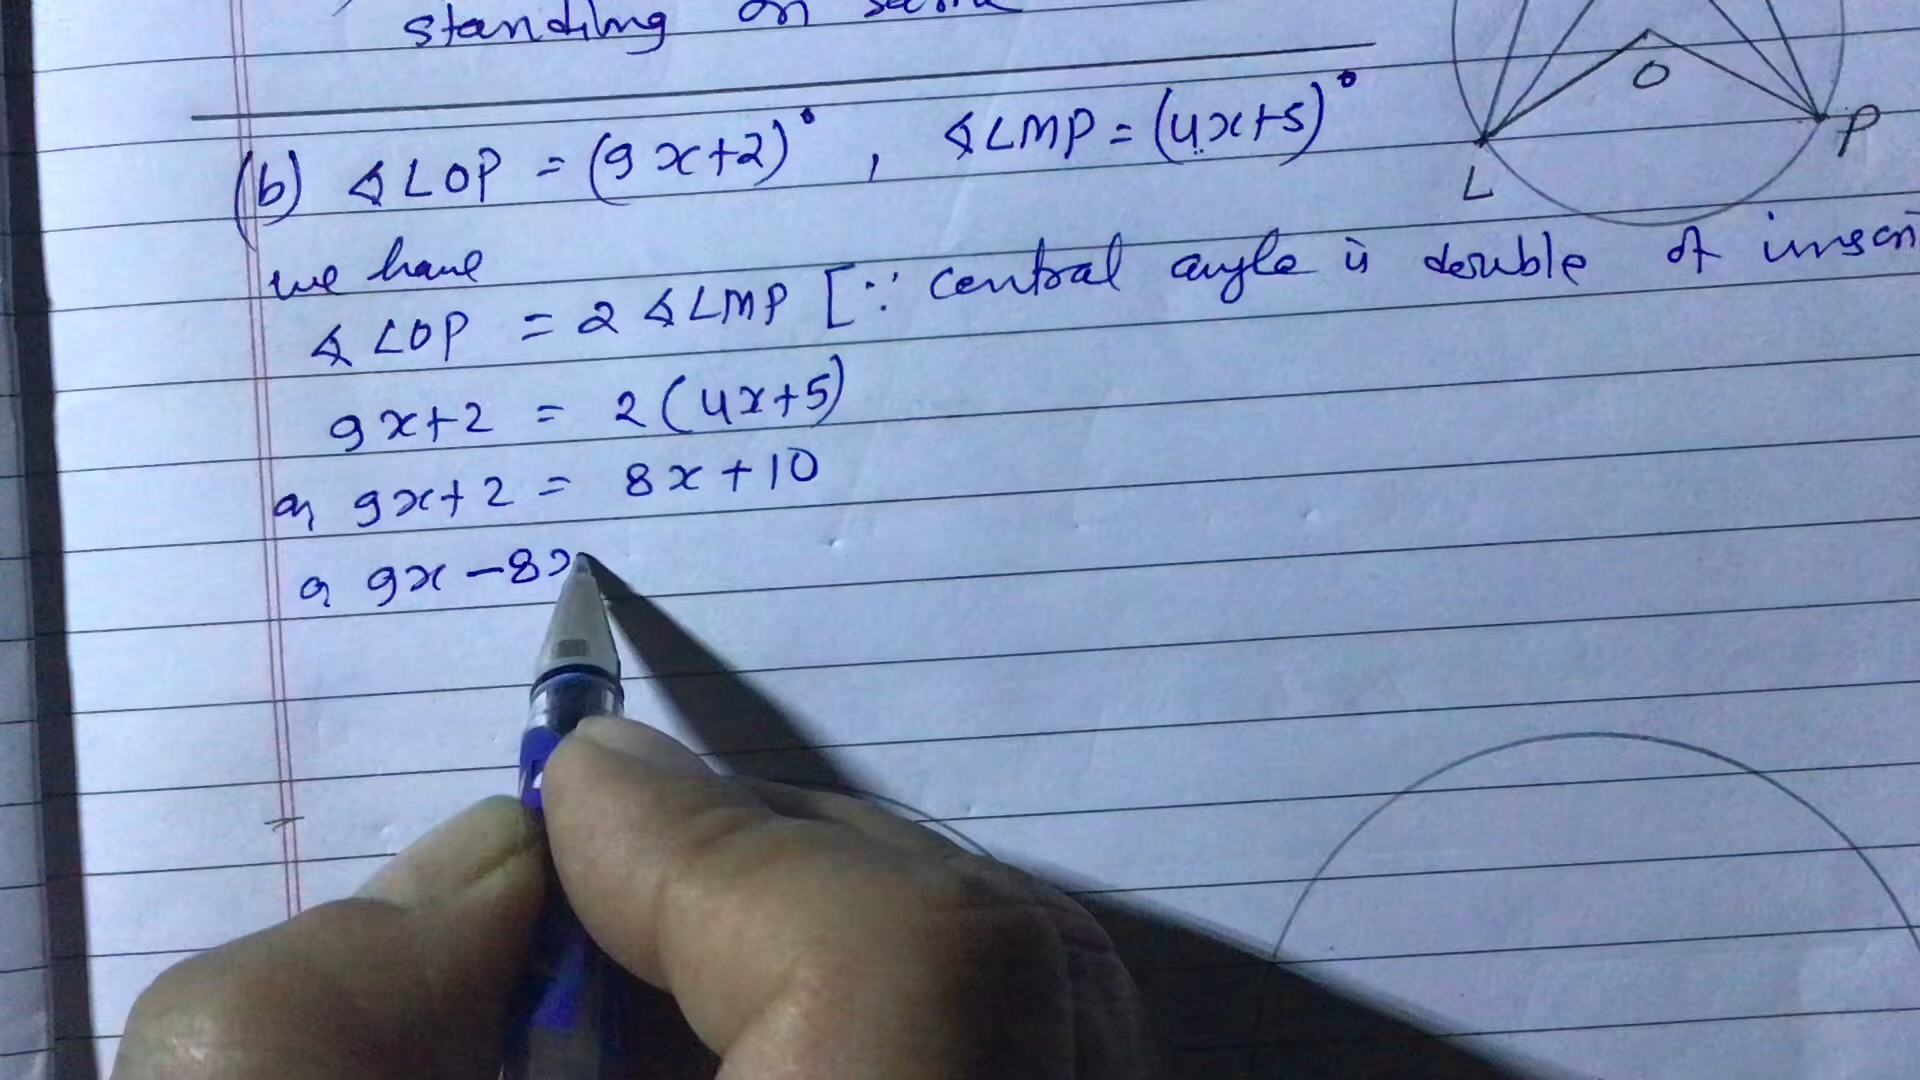 standing on same
(b) ∡LOP = (9x+2)°, ∡LMP = (4x+5)°
O
P
L
we have
∡LOP = 2∡LMP [∵ central angle is double of inscri
9x+2 = 2(4x+5)
or 9x+2 = 8x+10
or 9x-8x